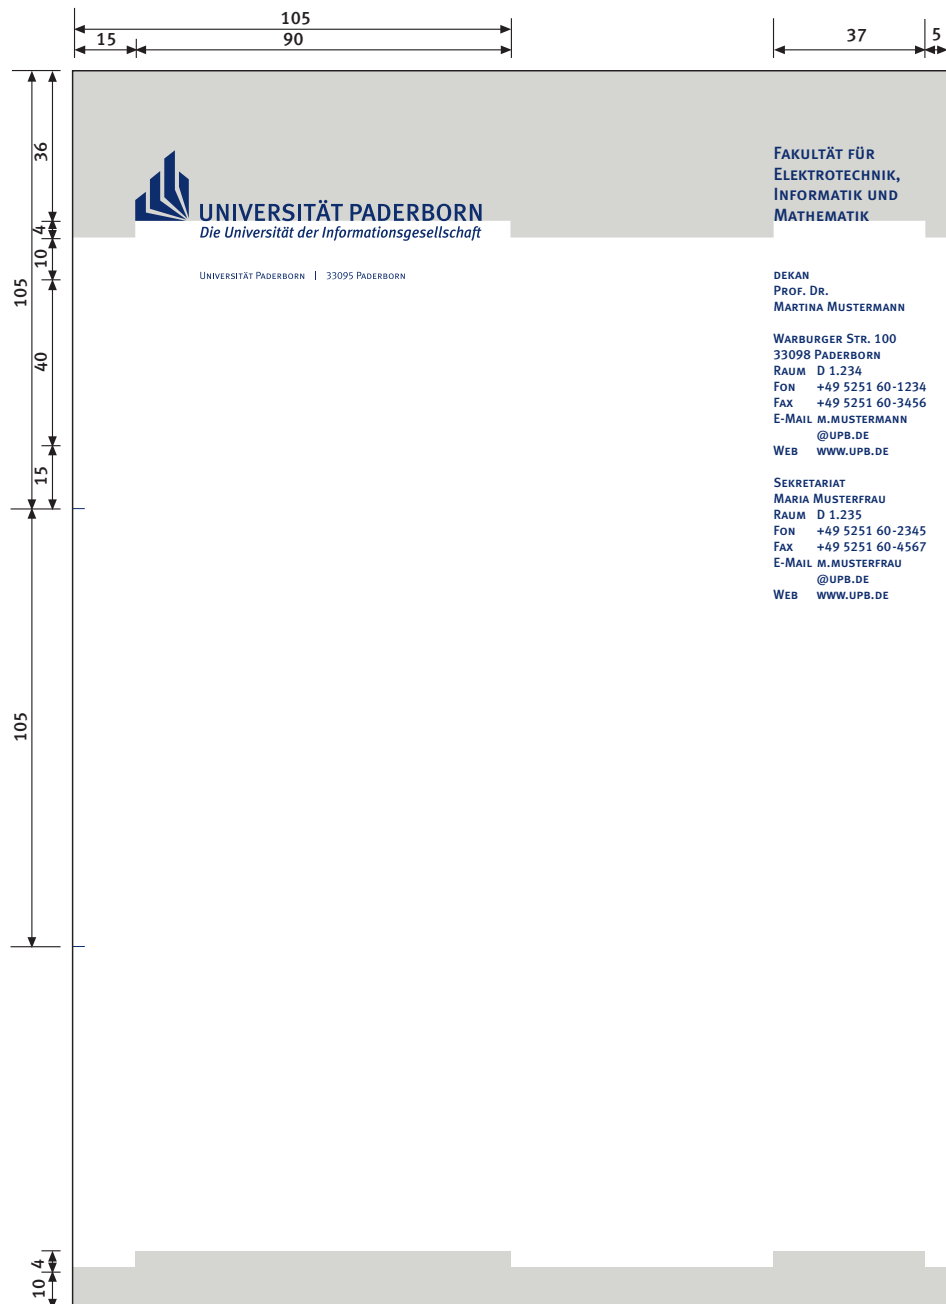 105
15
90
37
5
36
4
10
105
40
15
105
4
10
UNIVERSITÄT PADERBORN
Die Universität der Informationsgesellschaft
Universität Paderborn | 33095 Paderborn
Fakultät für
Elektrotechnik,
Informatik und
Mathematik
dekan
Prof. Dr.
Martina Mustermann
Warburger Str. 100
33098 Paderborn
Raum D 1.234
Fon +49 5251 60-1234
Fax +49 5251 60-3456
E-Mail m.mustermann
@upb.de
Web www.upb.de
Sekretariat
Maria Musterfrau
Raum D 1.235
Fon +49 5251 60-2345
Fax +49 5251 60-4567
E-Mail m.musterfrau
@upb.de
Web www.upb.de